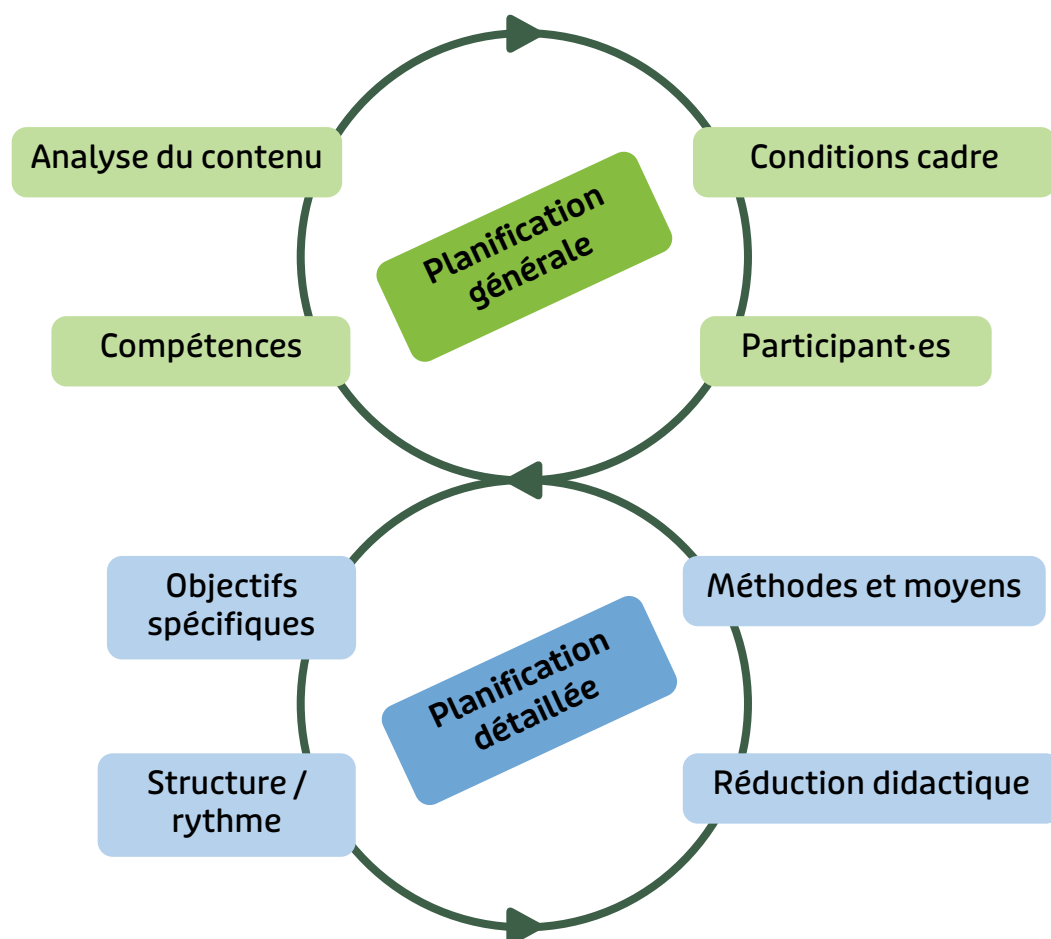 Analyse du contenu
Conditions cadre
Planification
générale
Compétences
Participant·es
Objectifs
spécifiques
Méthodes et moyens
Planification
détaillée
Structure /
rythme
Réduction didactique